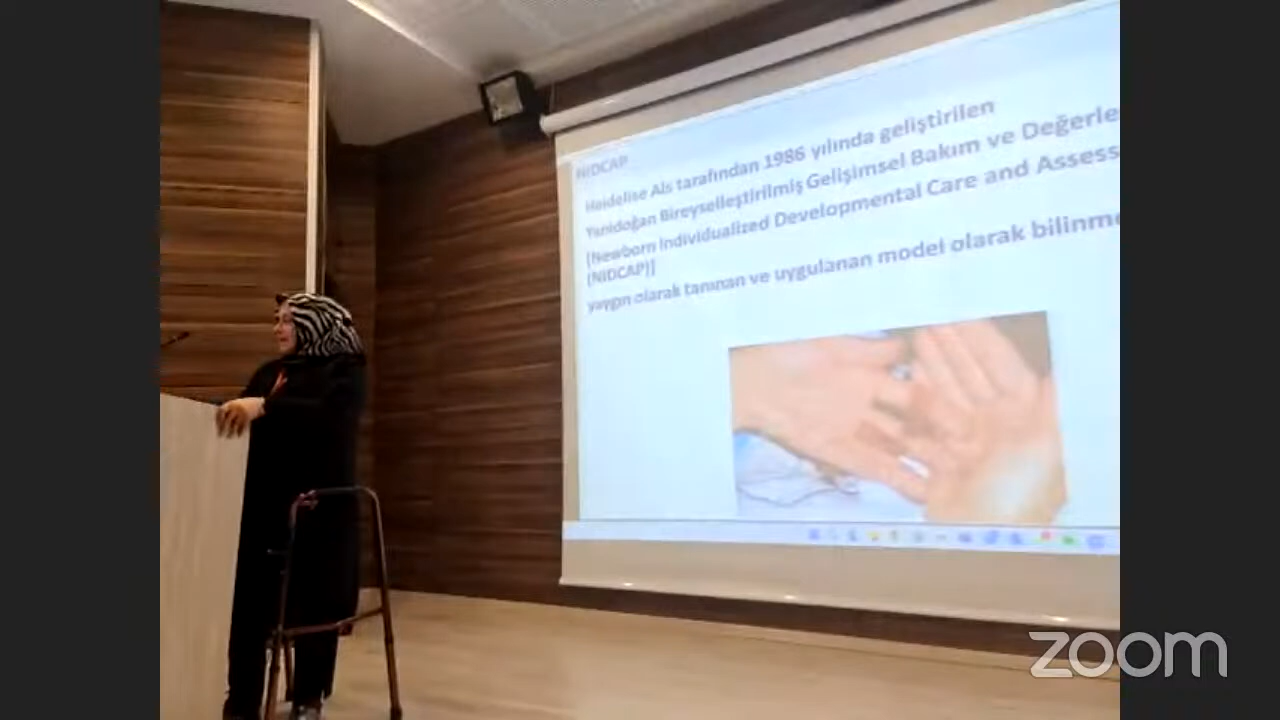 NIDCAP
Heidelise Als tarafından 1986 yılında geliştirilen
Yenidoğan Bireyselleştirilmiş Gelişimsel Bakım ve Değerle
[Newborn Individualized Developmental Care and Assess
(NIDCAP)]
yaygın olarak tanınan ve uygulanan model olarak bilinme
zoom